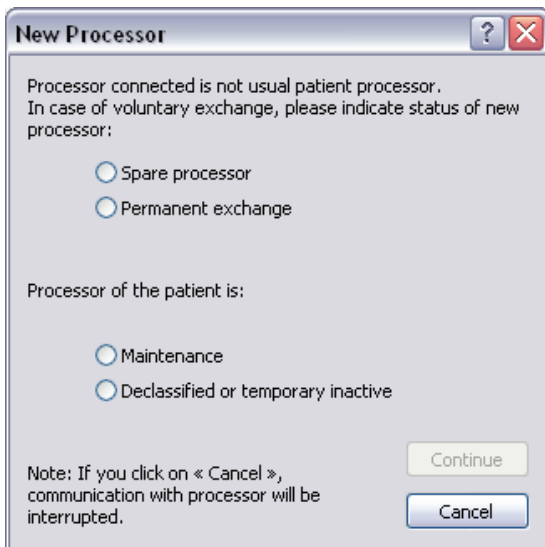 New Processor
?
Processor connected is not usual patient processor.
In case of voluntary exchange, please indicate status of new
processor:
Spare processor
Permanent exchange
Processor of the patient is:
Maintenance
Declassified or temporary inactive
Continue
Note: If you click on « Cancel »,
communication with processor will be
interrupted.
Cancel